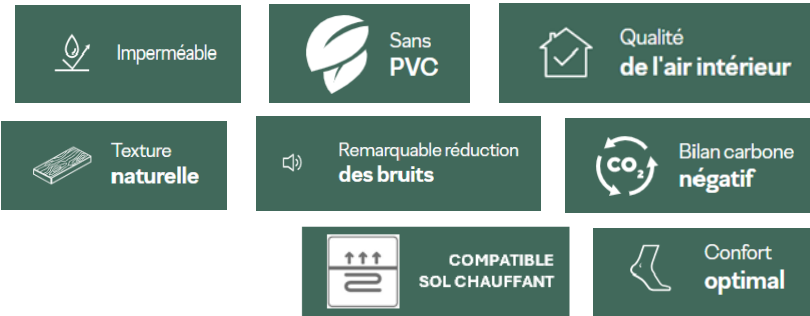 Imperméable
Sans
PVC
Qualité
de l'air intérieur
Texture
naturelle
Remarquable réduction
des bruits
CO₂
Bilan carbone
négatif
COMPATIBLE
SOL CHAUFFANT
Confort
optimal